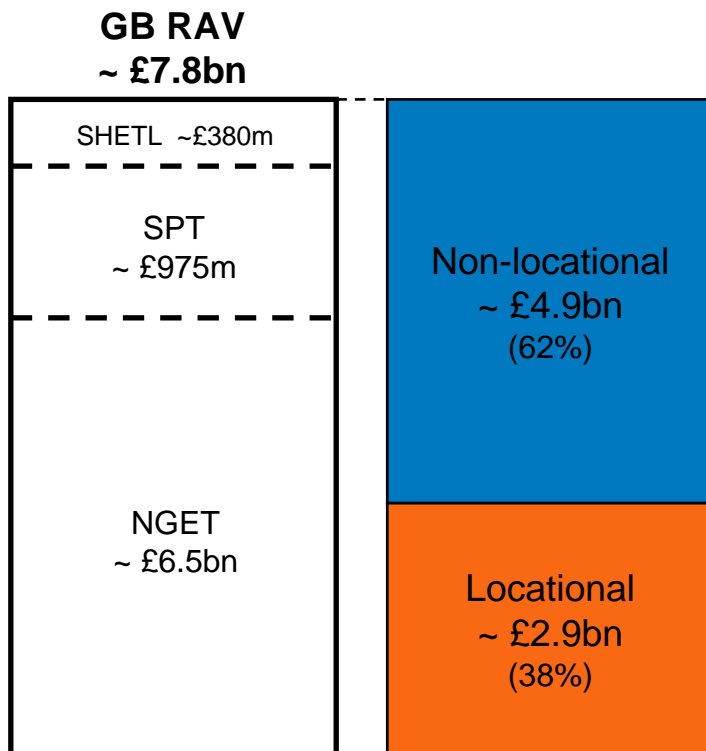 GB RAV
~ £7.8bn
SHETL ~£380m
SPT
~ £975m
NGET
~ £6.5bn
Non-locational
~ £4.9bn
(62%)
Locational
~ £2.9bn
(38%)